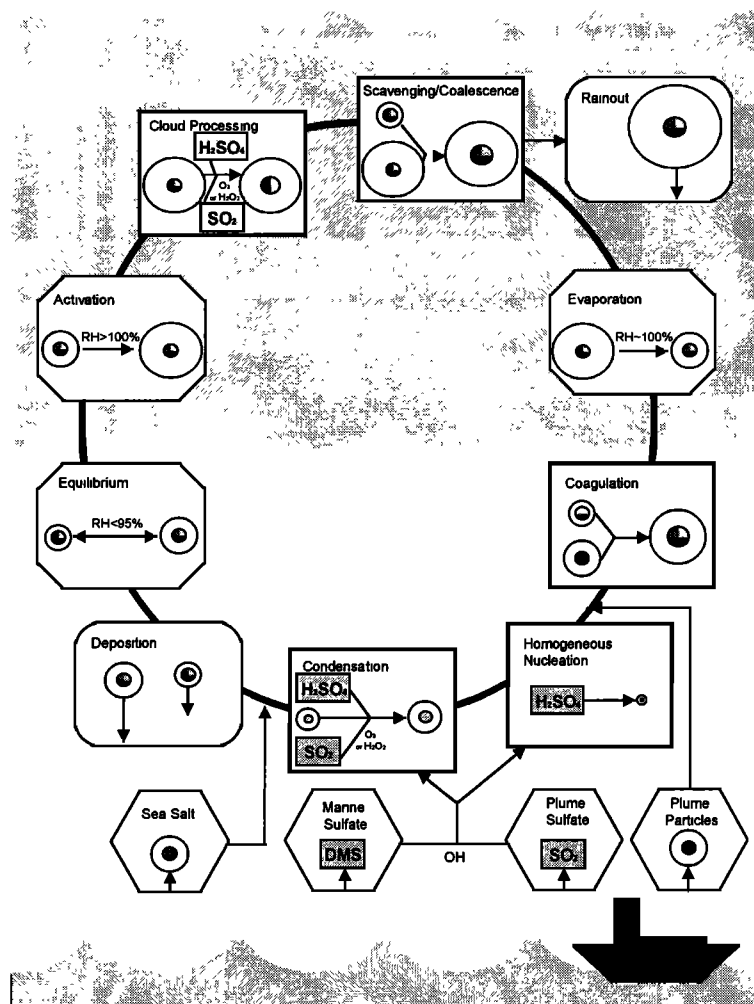 Scavenging/Coalescence
Rainout
Cloud Processing
H₂SO₄
O₃
or H₂O₂
SO₂
Activation
RH>100%
Evaporation
RH~100%
Equilibrium
RH<95%
Coagulation
Deposition
Condensation
H₂SO₄
O₃
or H₂O₂
SO₂
Homogeneous
Nucleation
H₂SO₄
Sea Salt
Marine
Sulfate
DMS
OH
Plume
Sulfate
SO₂
Plume
Particles